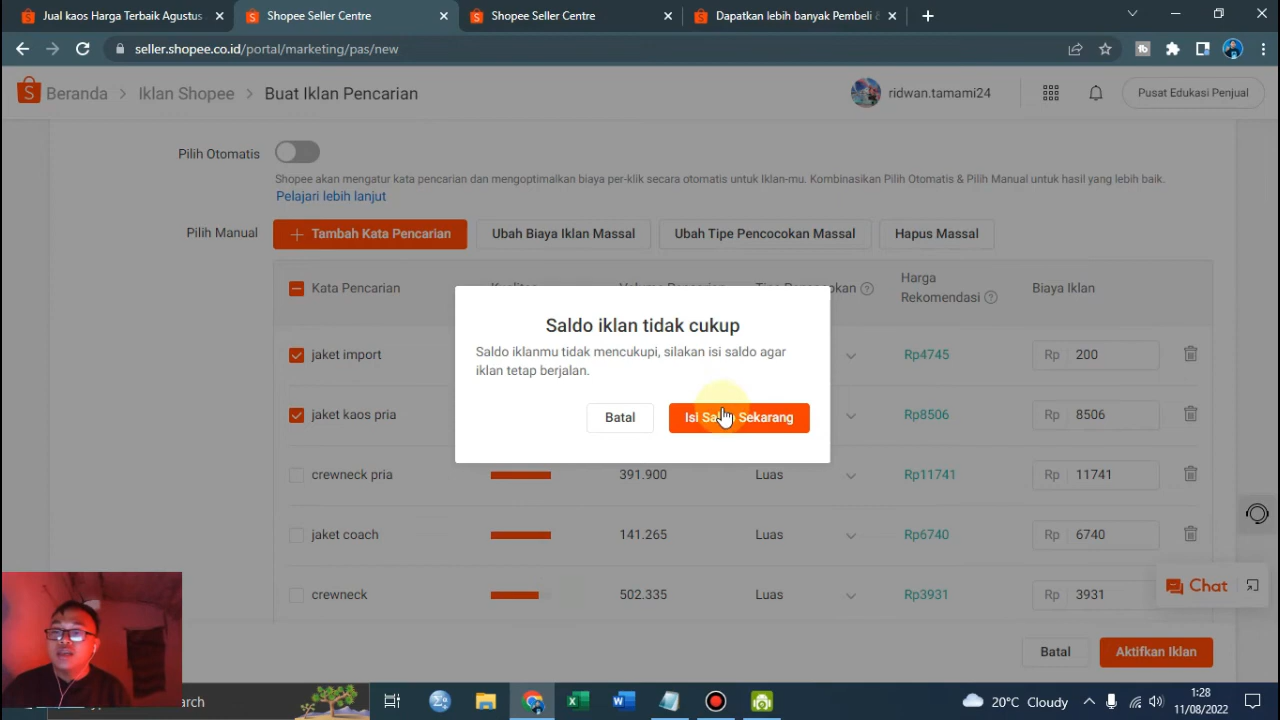 Jual kaos Harga Terbaik Agustus
Shopee Seller Centre
Shopee Seller Centre
Dapatkan lebih banyak Pembeli
seller.shopee.co.id/portal/marketing/pas/new
Beranda > Iklan Shopee > Buat Iklan Pencarian
ridwan.tamami24
Pusat Edukasi Penjual
Pilih Otomatis
Shopee akan mengatur kata pencarian dan mengoptimalkan biaya per-klik secara otomatis untuk Iklan-mu. Kombinasikan Pilih Otomatis & Pilih Manual untuk hasil yang lebih baik.
Pelajari lebih lanjut
Pilih Manual
+ Tambah Kata Pencarian
Ubah Biaya Iklan Massal
Ubah Tipe Pencocokan Massal
Hapus Massal
Kata Pencarian
Harga
Rekomendasi
Biaya Iklan
Saldo iklan tidak cukup
Saldo iklanmu tidak mencukupi, silakan isi saldo agar
iklan tetap berjalan.
Batal
Isi Sekarang
jaket import
Rp4745
Rp 200
jaket kaos pria
Rp8506
Rp 8506
crewneck pria
391.900
Luas
Rp11741
Rp 11741
jaket coach
141.265
Luas
Rp6740
Rp 6740
crewneck
502.335
Luas
Rp3931
Rp 3931
Chat
Batal
Aktifkan Iklan
20°C Cloudy
1:28
11/08/2022